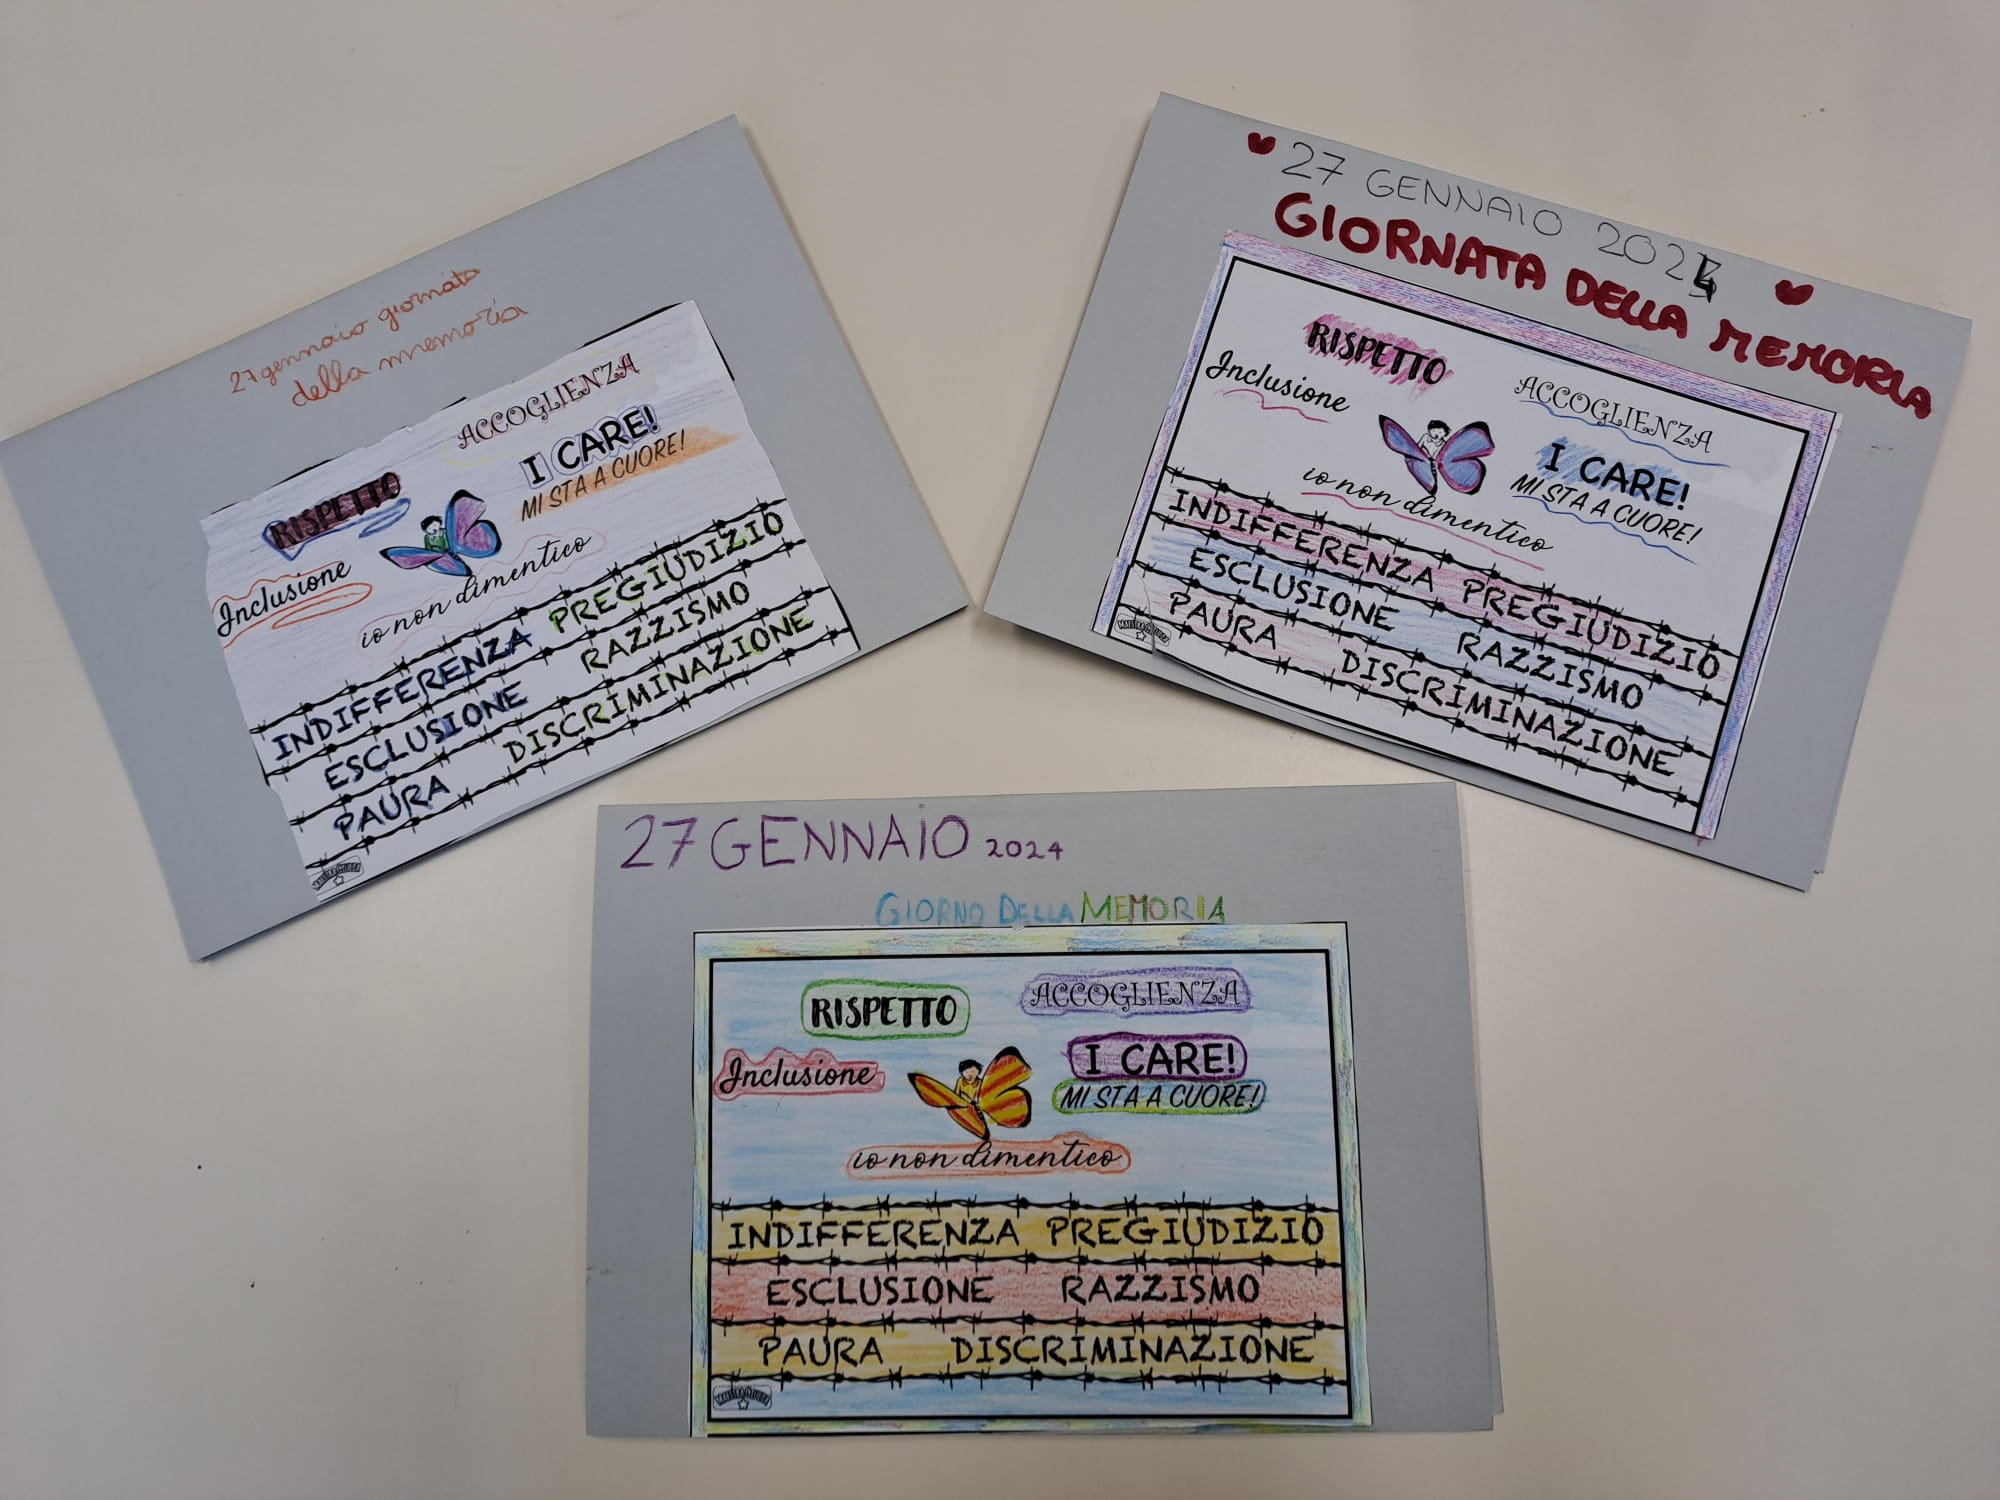 27 gennaio giornata
della memoria
ACCOGLIENZA
I CARE!
MI STA A CUORE!
RISPETTO
Inclusione
io non dimentico
INDIFFERENZA PREGIUDIZIO
ESCLUSIONE RAZZISMO
PAURA DISCRIMINAZIONE
27 GENNAIO 2024
GIORNATA DELLA MEMORIA
RISPETTO
ACCOGLIENZA
Inclusione
I CARE!
MI STA A CUORE!
io non dimentico
INDIFFERENZA PREGIUDIZIO
ESCLUSIONE RAZZISMO
PAURA DISCRIMINAZIONE
27 GENNAIO 2024
GIORNO DELLA MEMORIA
RISPETTO
ACCOGLIENZA
I CARE!
Inclusione
MI STA A CUORE!
io non dimentico
INDIFFERENZA PREGIUDIZIO
ESCLUSIONE RAZZISMO
PAURA DISCRIMINAZIONE